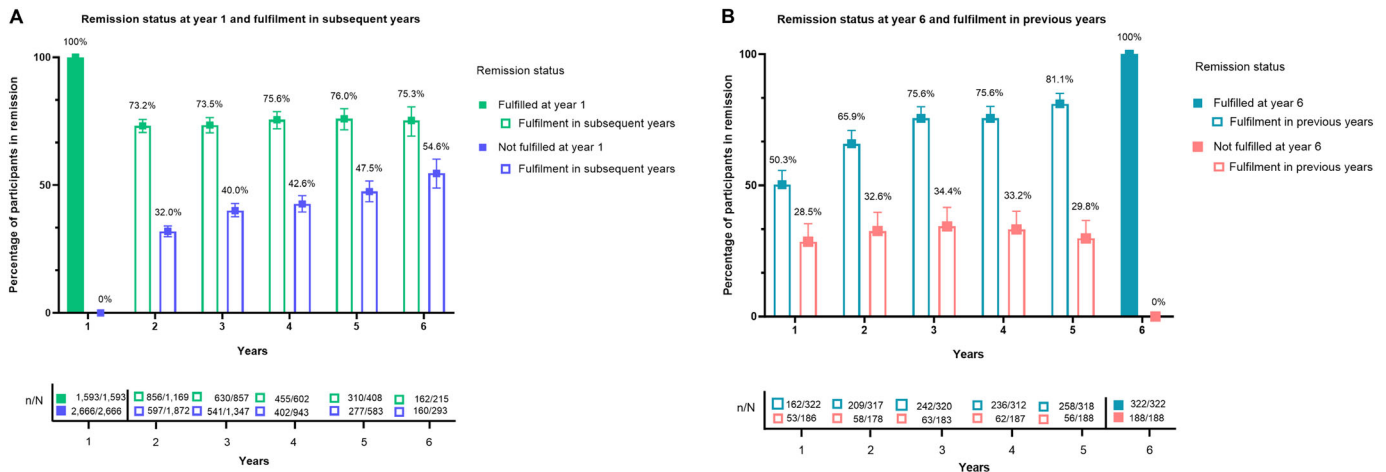 A
Remission status at year 1 and fulfilment in subsequent years
Percentage of participants in remission
100
50
0
100%
0%
73.2%
32.0%
73.5%
40.0%
75.6%
42.6%
76.0%
47.5%
75.3%
54.6%
1 2 3 4 5 6
Years
Remission status
Fulfilled at year 1
Fulfilment in subsequent years
Not fulfilled at year 1
Fulfilment in subsequent years
n/N
1,593/1,593 856/1,169 630/857 455/602 310/408 162/215
2,666/2,666 597/1,872 541/1,347 402/943 277/583 160/293
1 2 3 4 5 6
Years
B
Remission status at year 6 and fulfilment in previous years
Percentage of participants in remission
100
50
0
50.3%
28.5%
65.9%
32.6%
75.6%
34.4%
75.6%
33.2%
81.1%
29.8%
100%
0%
1 2 3 4 5 6
Years
Remission status
Fulfilled at year 6
Fulfilment in previous years
Not fulfilled at year 6
Fulfilment in previous years
n/N
162/322 209/317 242/320 236/312 258/318 322/322
53/186 58/178 63/183 62/187 56/188 188/188
1 2 3 4 5 6
Years